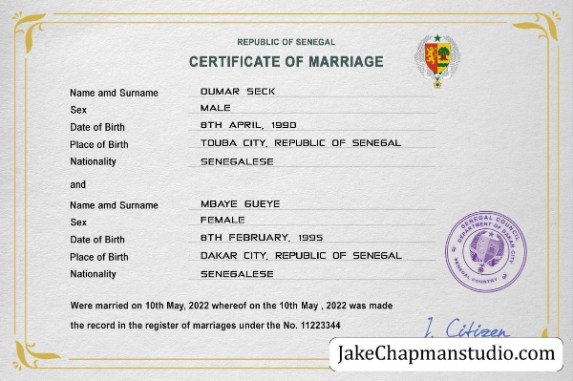 REPUBLIC OF SENEGAL
CERTIFICATE OF MARRIAGE
Name amd Surname OUMAR SECK
Sex MALE
Date of Birth 8TH APRIL, 1990
Place of Birth TOUBA CITY, REPUBLIC OF SENEGAL
Nationality SENEGALESE
and
Name amd Surname MBAYE GUEYE
Sex FEMALE
Date of Birth 8TH FEBRUARY, 1995
Place of Birth DAKAR CITY, REPUBLIC OF SENEGAL
Nationality SENEGALESE
SENEGAL COUNCIL
DEPARTMENT OF DAKAR CITY
SENEGAL COUNTRY
Were married on 10th May, 2022 whereof on the 10th May , 2022 was made
the record in the register of marriages under the No. 11223344
J. Citizen
JakeChapmanstudio.com